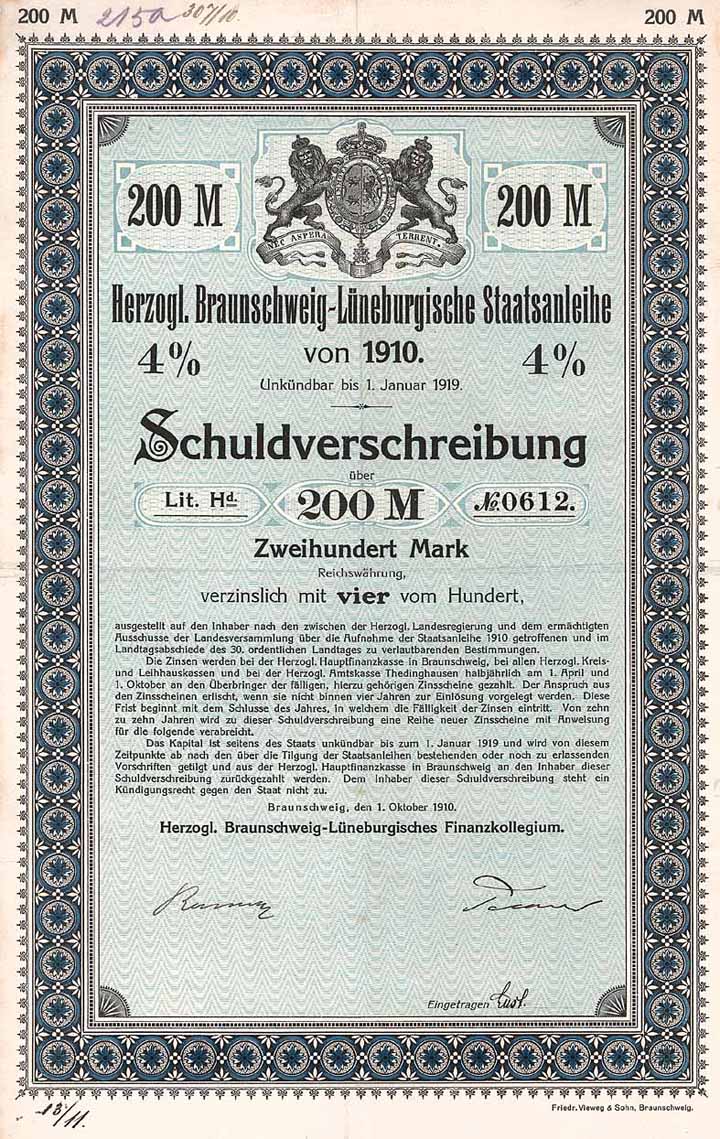 200 M 215a 307/10. 200 M
200 M 200 M
NEC ASPERA TERRENT.
Herzogl. Braunschweig-Lüneburgische Staatsanleihe
4% von 1910. 4%
Unkündbar bis 1. Januar 1919.
Schuldverschreibung
über
Lit. Hd. 200 M No. 0612.
Zweihundert Mark
Reichswährung,
verzinslich mit vier vom Hundert,
ausgestellt auf den Inhaber nach den zwischen der Herzogl. Landesregierung und dem ermächtigten
Ausschusse der Landesversammlung über die Aufnahme der Staatsanleihe 1910 getroffenen und im
Landtagsabschiede des 30. ordentlichen Landtages zu verlautbarenden Bestimmungen.
Die Zinsen werden bei der Herzogl. Hauptfinanzkasse in Braunschweig, bei allen Herzogl. Kreis-
und Leihhauskassen und bei der Herzogl. Amtskasse Thedinghausen halbjährlich am 1. April und
1. Oktober an den Überbringer der fälligen, hierzu gehörigen Zinsscheine gezahlt. Der Anspruch aus
den Zinsscheinen erlischt, wenn sie nicht binnen vier Jahren zur Einlösung vorgelegt werden. Diese
Frist beginnt mit dem Schlusse des Jahres, in welchem die Fälligkeit der Zinsen eintritt. Von zehn
zu zehn Jahren wird zu dieser Schuldverschreibung eine Reihe neuer Zinsscheine mit Anweisung
für die folgende verabreicht.
Das Kapital ist seitens des Staats unkündbar bis zum 1. Januar 1919 und wird von diesem
Zeitpunkte ab nach den über die Tilgung der Staatsanleihen bestehenden oder noch zu erlassenden
Vorschriften getilgt und aus der Herzogl. Hauptfinanzkasse in Braunschweig an den Inhaber dieser
Schuldverschreibung zurückgezahlt werden. Dem Inhaber dieser Schuldverschreibung steht ein
Kündigungsrecht gegen den Staat nicht zu.
Braunschweig, den 1. Oktober 1910.
Herzogl. Braunschweig-Lüneburgisches Finanzkollegium.
Eingetragen
13/11.
Friedr. Vieweg & Sohn, Braunschweig.